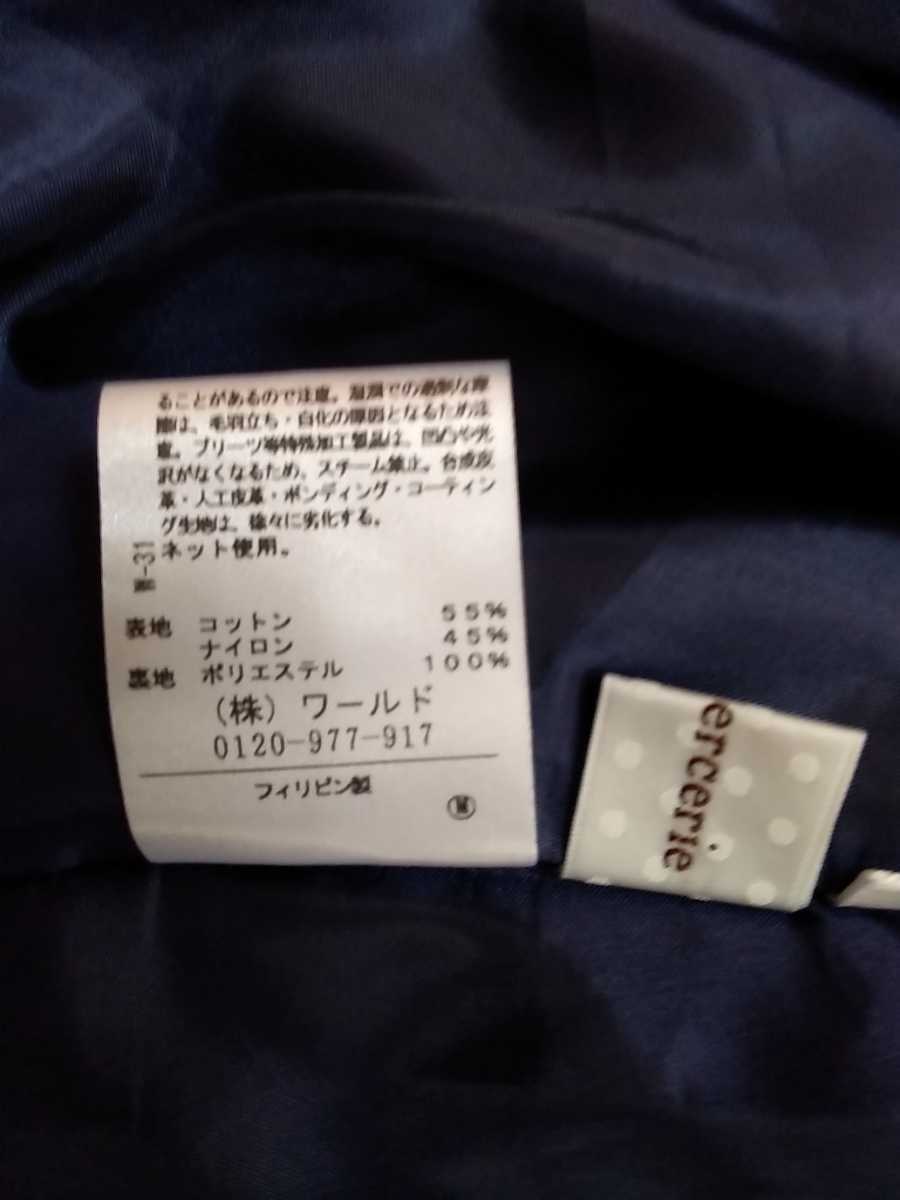 ることがあるので注意。湿潤での過剰な摩
擦は、毛羽立ち・白化の原因となるため注
意。プリーツ等特殊加工製品は、凹凸や光
沢がなくなるため、スチーム禁止。合成皮
革・人工皮革・ボンディング・コーティン
グ生地は、徐々に劣化する。
ネット使用。
W-31
表地 コットン 55%
ナイロン 45%
裏地 ポリエステル 100%
(株) ワールド
0120-977-917
フィリピン製
Ⓜ
ercerie